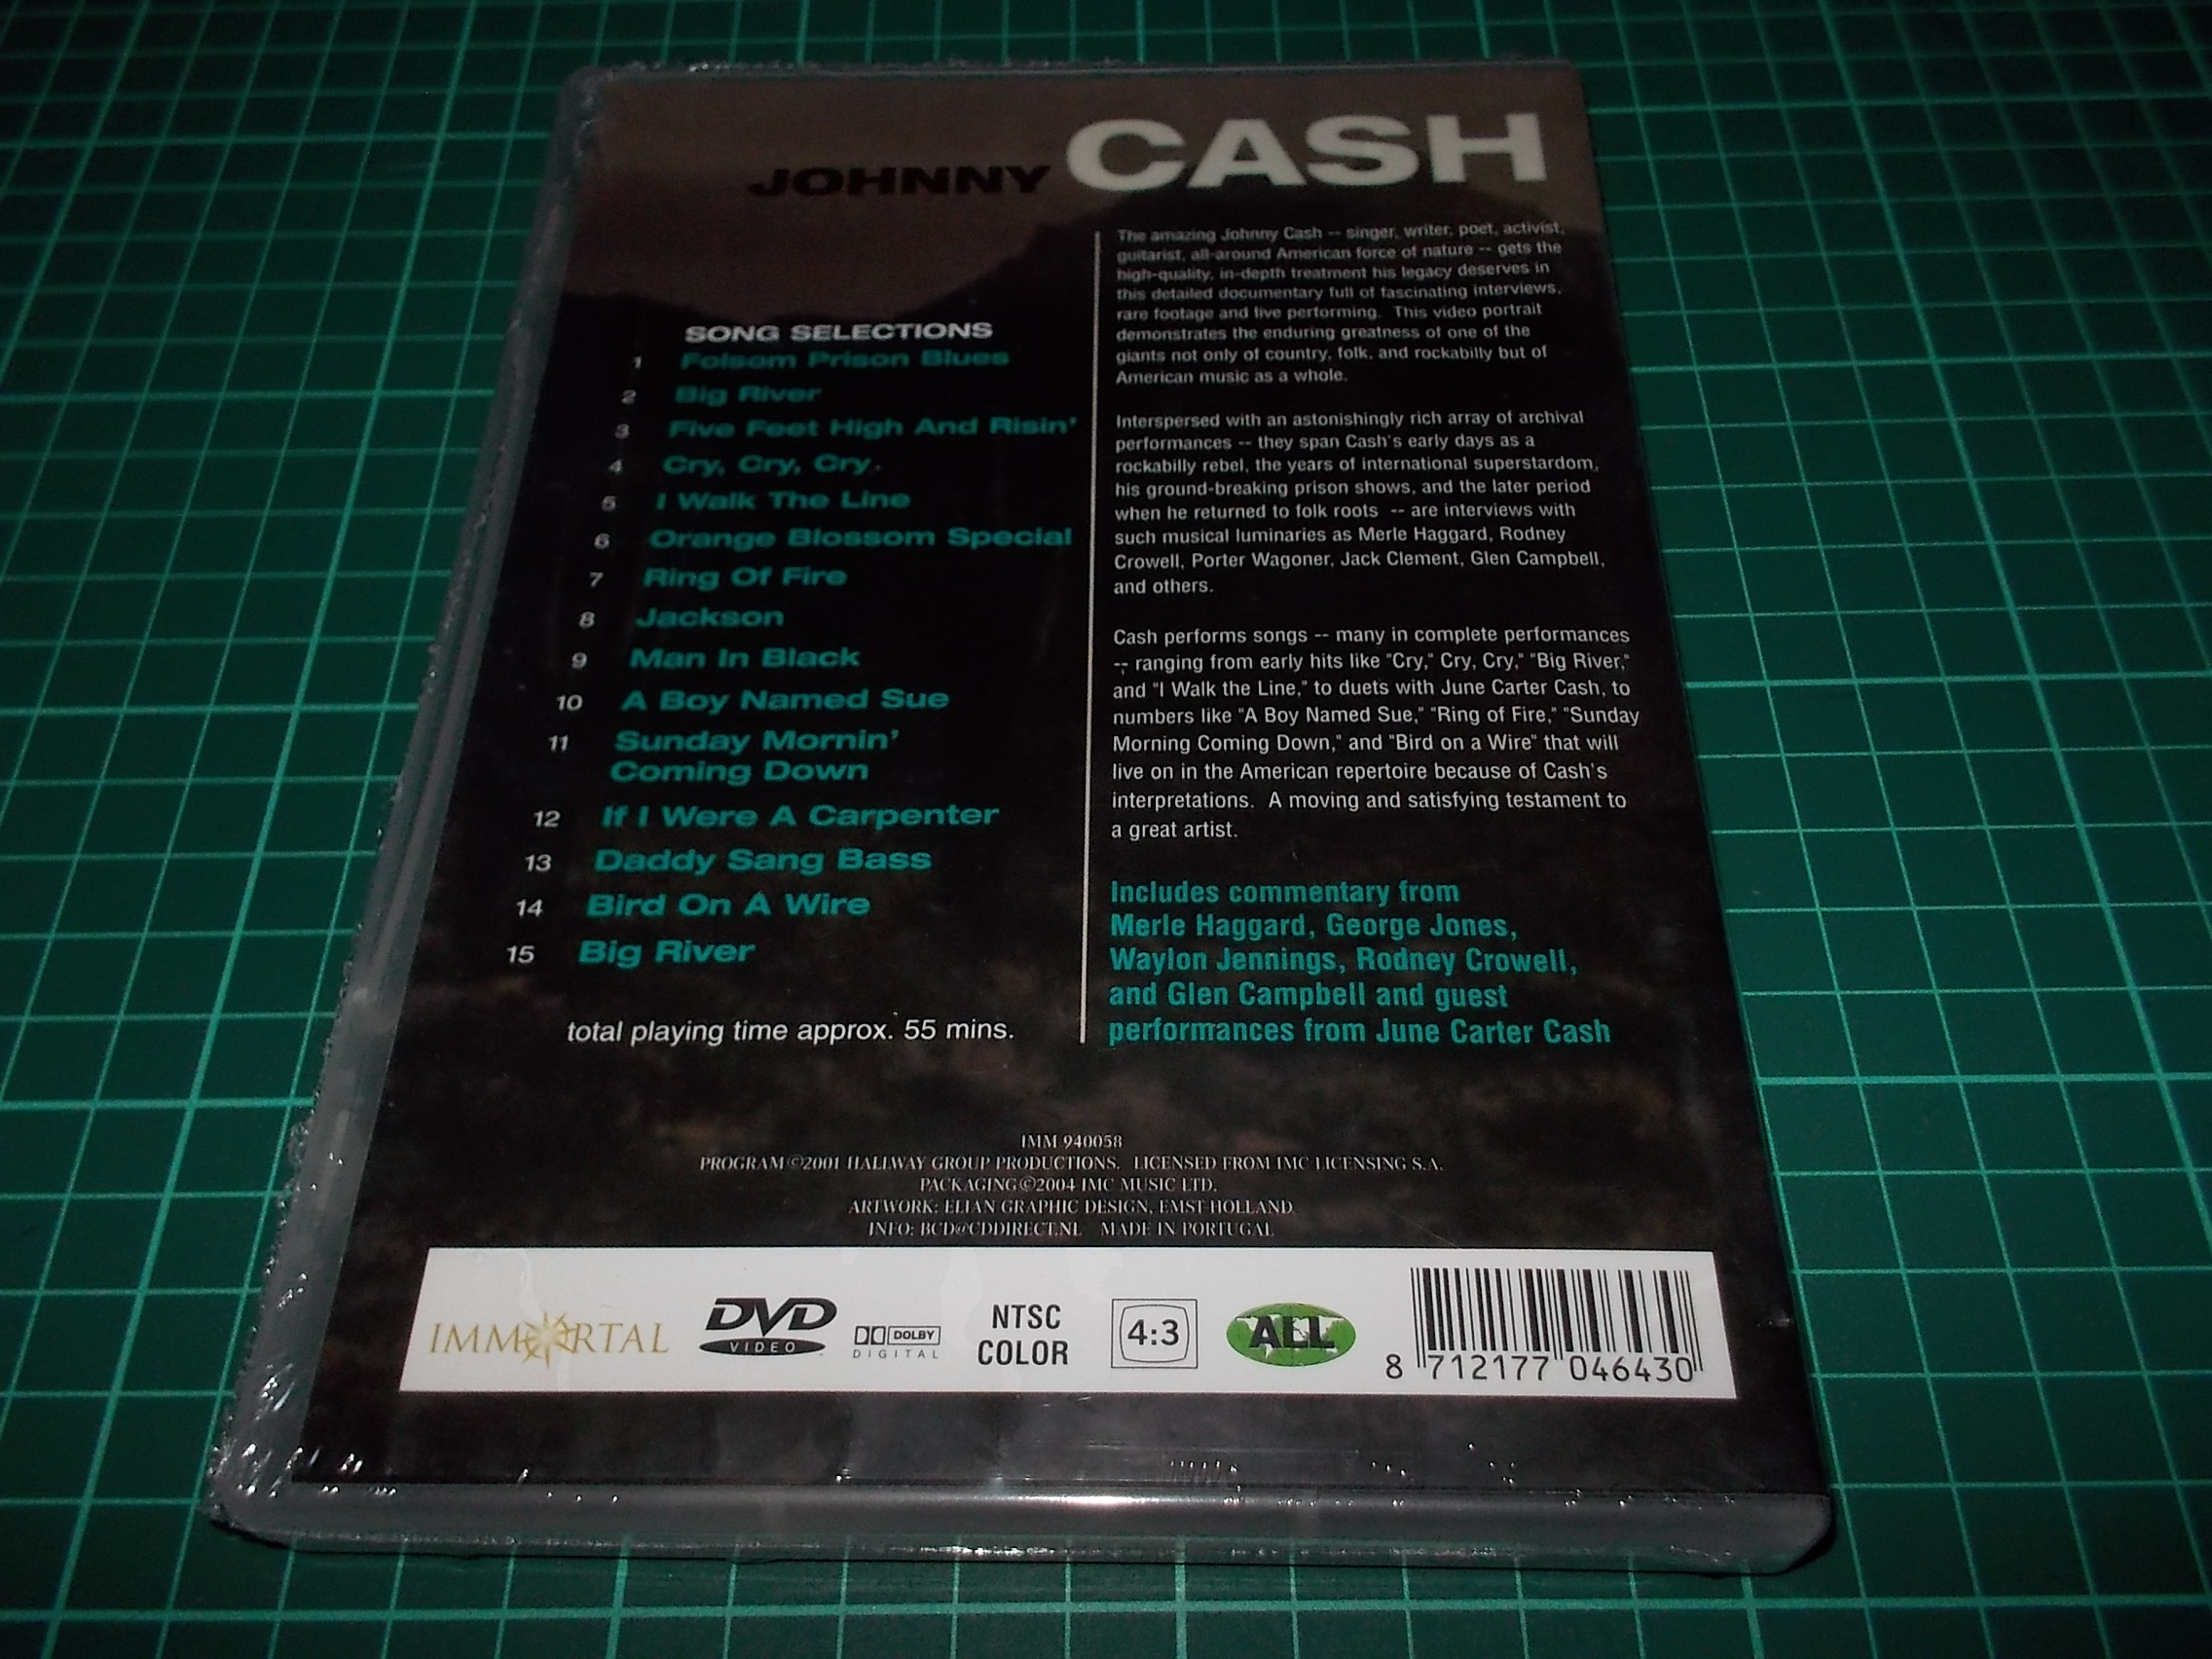 JOHNNY CASH
SONG SELECTIONS
1 Folsom Prison Blues
2 Big River
3 Five Feet High And Risin'
4 Cry, Cry, Cry.
5 I Walk The Line
6 Orange Blossom Special
7 Ring Of Fire
8 Jackson
9 Man In Black
10 A Boy Named Sue
11 Sunday Mornin'
Coming Down
12 If I Were A Carpenter
13 Daddy Sang Bass
14 Bird On A Wire
15 Big River
total playing time approx. 55 mins.
The amazing Johnny Cash -- singer, writer, poet, activist,
guitarist, all-around American force of nature -- gets the
high-quality, in-depth treatment his legacy deserves in
this detailed documentary full of fascinating interviews,
rare footage and live performing. This video portrait
demonstrates the enduring greatness of one of the
giants not only of country, folk, and rockabilly but of
American music as a whole.
Interspersed with an astonishingly rich array of archival
performances -- they span Cash's early days as a
rockabilly rebel, the years of international superstardom,
his ground-breaking prison shows, and the later period
when he returned to folk roots -- are interviews with
such musical luminaries as Merle Haggard, Rodney
Crowell, Porter Wagoner, Jack Clement, Glen Campbell,
and others.
Cash performs songs -- many in complete performances
-- ranging from early hits like "Cry," Cry, Cry," "Big River,"
and "I Walk the Line," to duets with June Carter Cash, to
numbers like "A Boy Named Sue," "Ring of Fire," "Sunday
Morning Coming Down," and "Bird on a Wire" that will
live on in the American repertoire because of Cash's
interpretations. A moving and satisfying testament to
a great artist.
Includes commentary from
Merle Haggard, George Jones,
Waylon Jennings, Rodney Crowell,
and Glen Campbell and guest
performances from June Carter Cash
IMM 940058
PROGRAM ©2001 HALLWAY GROUP PRODUCTIONS. LICENSED FROM IMC LICENSING S.A.
PACKAGING ©2004 IMC MUSIC LTD.
ARTWORK: ELIAN GRAPHIC DESIGN, EMST HOLLAND
INFO: BCD@CDDIRECT.NL MADE IN PORTUGAL
IMMORTAL
DVD
VIDEO
DOLBY
DIGITAL
NTSC
COLOR
4:3
ALL
8 712177 046430